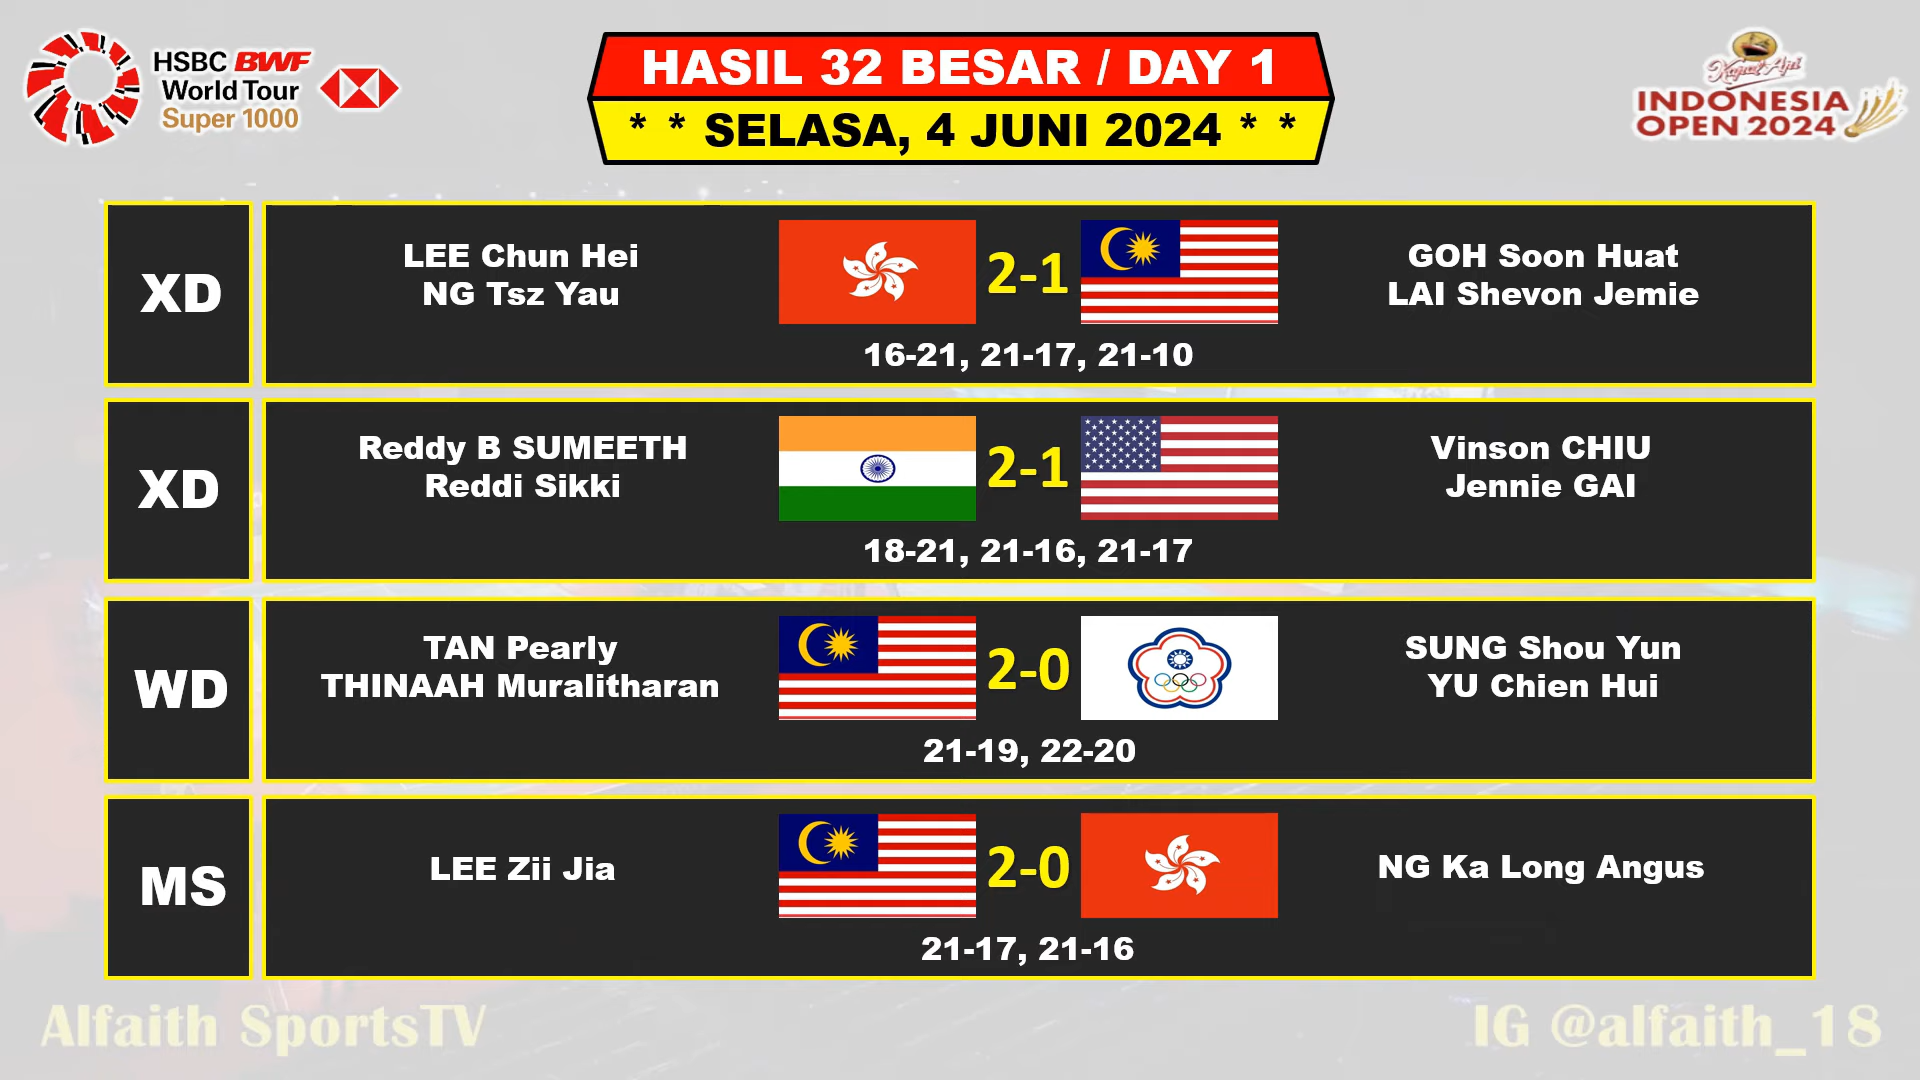 HSBC BWF
World Tour
Super 1000
HASIL 32 BESAR / DAY 1
* * SELASA, 4 JUNI 2024 * *
Kapal Api
INDONESIA
OPEN 2024
XD
LEE Chun Hei
NG Tsz Yau
2-1
GOH Soon Huat
LAI Shevon Jemie
16-21, 21-17, 21-10
XD
Reddy B SUMEETH
Reddi Sikki
2-1
Vinson CHIU
Jennie GAI
18-21, 21-16, 21-17
WD
TAN Pearly
THINAAH Muralitharan
2-0
SUNG Shou Yun
YU Chien Hui
21-19, 22-20
MS
LEE Zii Jia
2-0
NG Ka Long Angus
21-17, 21-16
Alfaith SportsTV
IG @alfaith_18